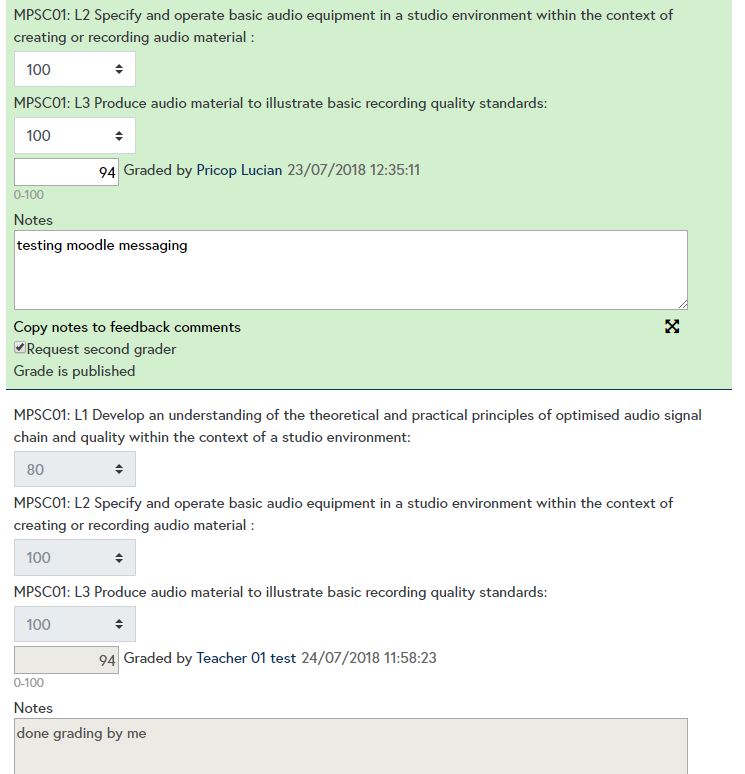 MPSC01: L2 Specify and operate basic audio equipment in a studio environment within the context of
creating or recording audio material :
100
MPSC01: L3 Produce audio material to illustrate basic recording quality standards:
100
94 Graded by Pricop Lucian 23/07/2018 12:35:11
0-100
Notes
testing moodle messaging
Copy notes to feedback comments
Request second grader
Grade is published
MPSC01: L1 Develop an understanding of the theoretical and practical principles of optimised audio signal
chain and quality within the context of a studio environment:
80
MPSC01: L2 Specify and operate basic audio equipment in a studio environment within the context of
creating or recording audio material :
100
MPSC01: L3 Produce audio material to illustrate basic recording quality standards:
100
94 Graded by Teacher 01 test 24/07/2018 11:58:23
0-100
Notes
done grading by me